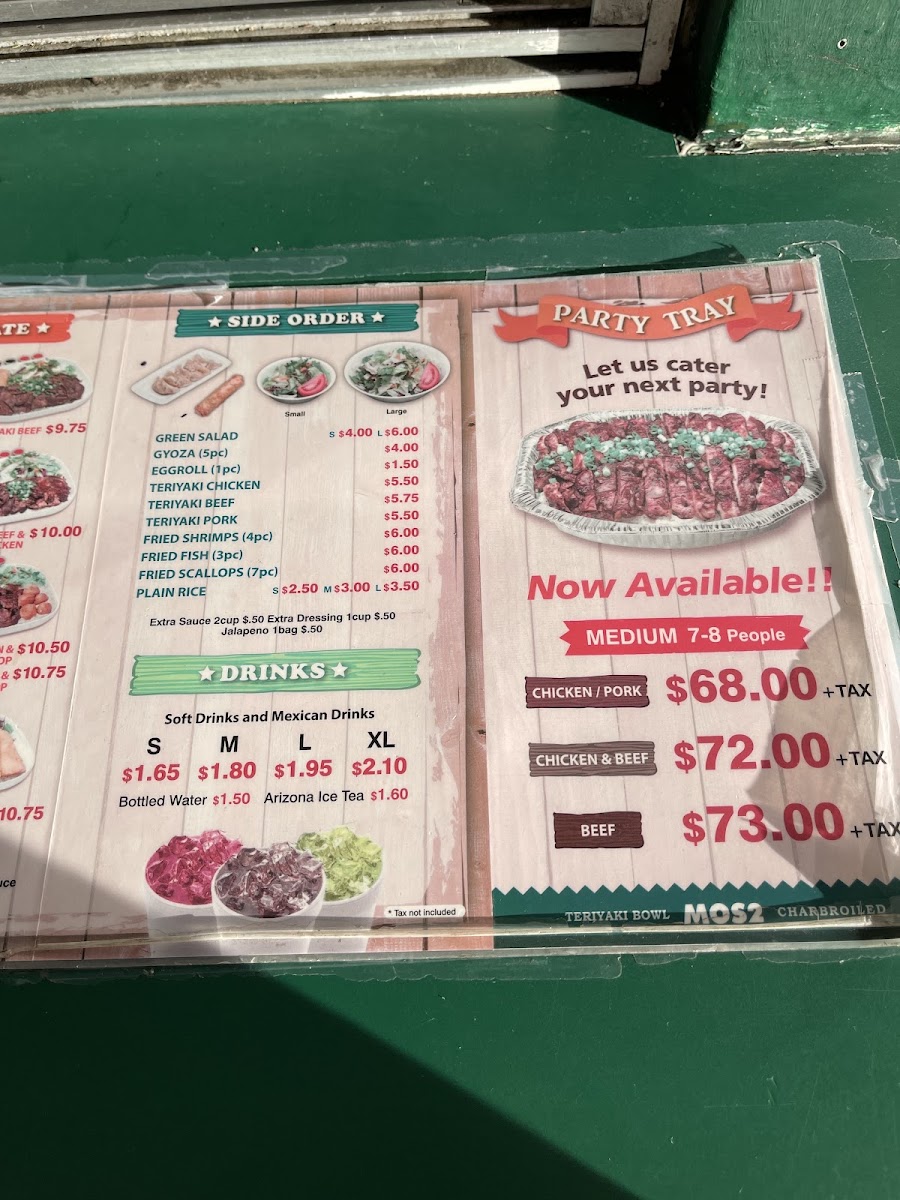 ATE ★
AKI BEEF $9.75
EEF & $10.00
KEN
N & $10.50
OP
& $10.75
P
10.75
uce
★ SIDE ORDER ★
Small
Large
GREEN SALAD S $4.00 L $6.00
GYOZA (5pc) $4.00
EGGROLL (1pc) $1.50
TERIYAKI CHICKEN $5.50
TERIYAKI BEEF $5.75
TERIYAKI PORK $5.50
FRIED SHRIMPS (4pc) $6.00
FRIED FISH (3pc) $6.00
FRIED SCALLOPS (7pc) $6.00
PLAIN RICE S $2.50 M $3.00 L $3.50
Extra Sauce 2cup $.50 Extra Dressing 1cup $.50
Jalapeno 1bag $.50
★ DRINKS ★
Soft Drinks and Mexican Drinks
S M L XL
$1.65 $1.80 $1.95 $2.10
Bottled Water $1.50 Arizona Ice Tea $1.60
* Tax not included
PARTY TRAY
Let us cater
your next party!
Now Available!!
MEDIUM 7-8 People
CHICKEN / PORK $68.00 +TAX
CHICKEN & BEEF $72.00 +TAX
BEEF $73.00 +TAX
TERIYAKI BOWL MOS2 CHARBROILED